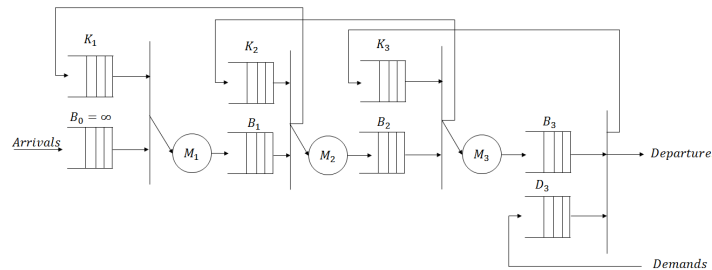 K₁
K₂
K₃
B₀ = ∞
B₁
B₂
B₃
Arrivals
M₁
M₂
M₃
Departure
D₃
Demands